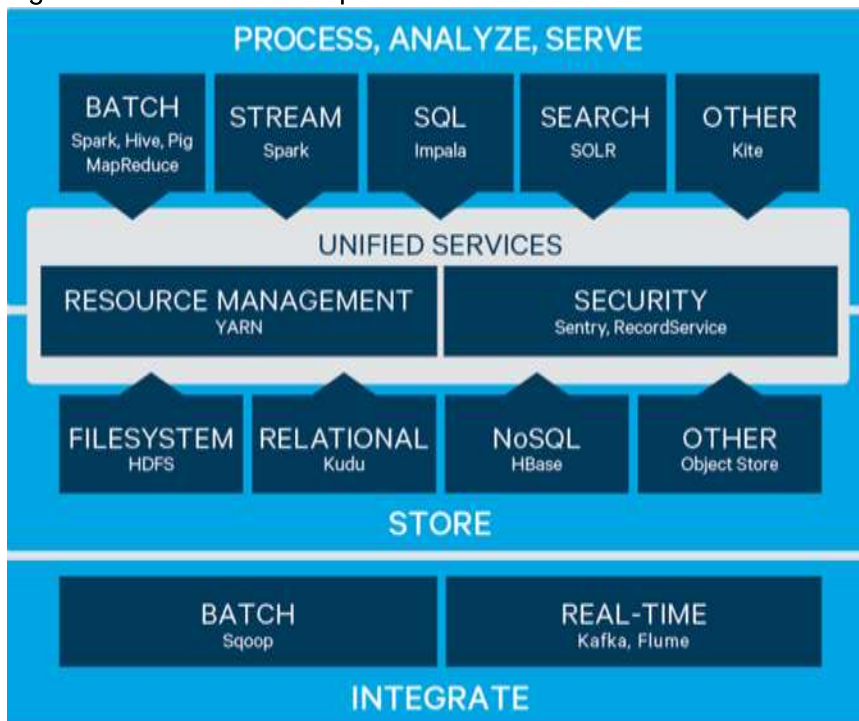 PROCESS, ANALYZE, SERVE
BATCH
Spark, Hive, Pig
MapReduce
STREAM
Spark
SQL
Impala
SEARCH
SOLR
OTHER
Kite
UNIFIED SERVICES
RESOURCE MANAGEMENT
YARN
SECURITY
Sentry, RecordService
FILESYSTEM
HDFS
RELATIONAL
Kudu
NoSQL
HBase
OTHER
Object Store
STORE
BATCH
Sqoop
REAL-TIME
Kafka, Flume
INTEGRATE